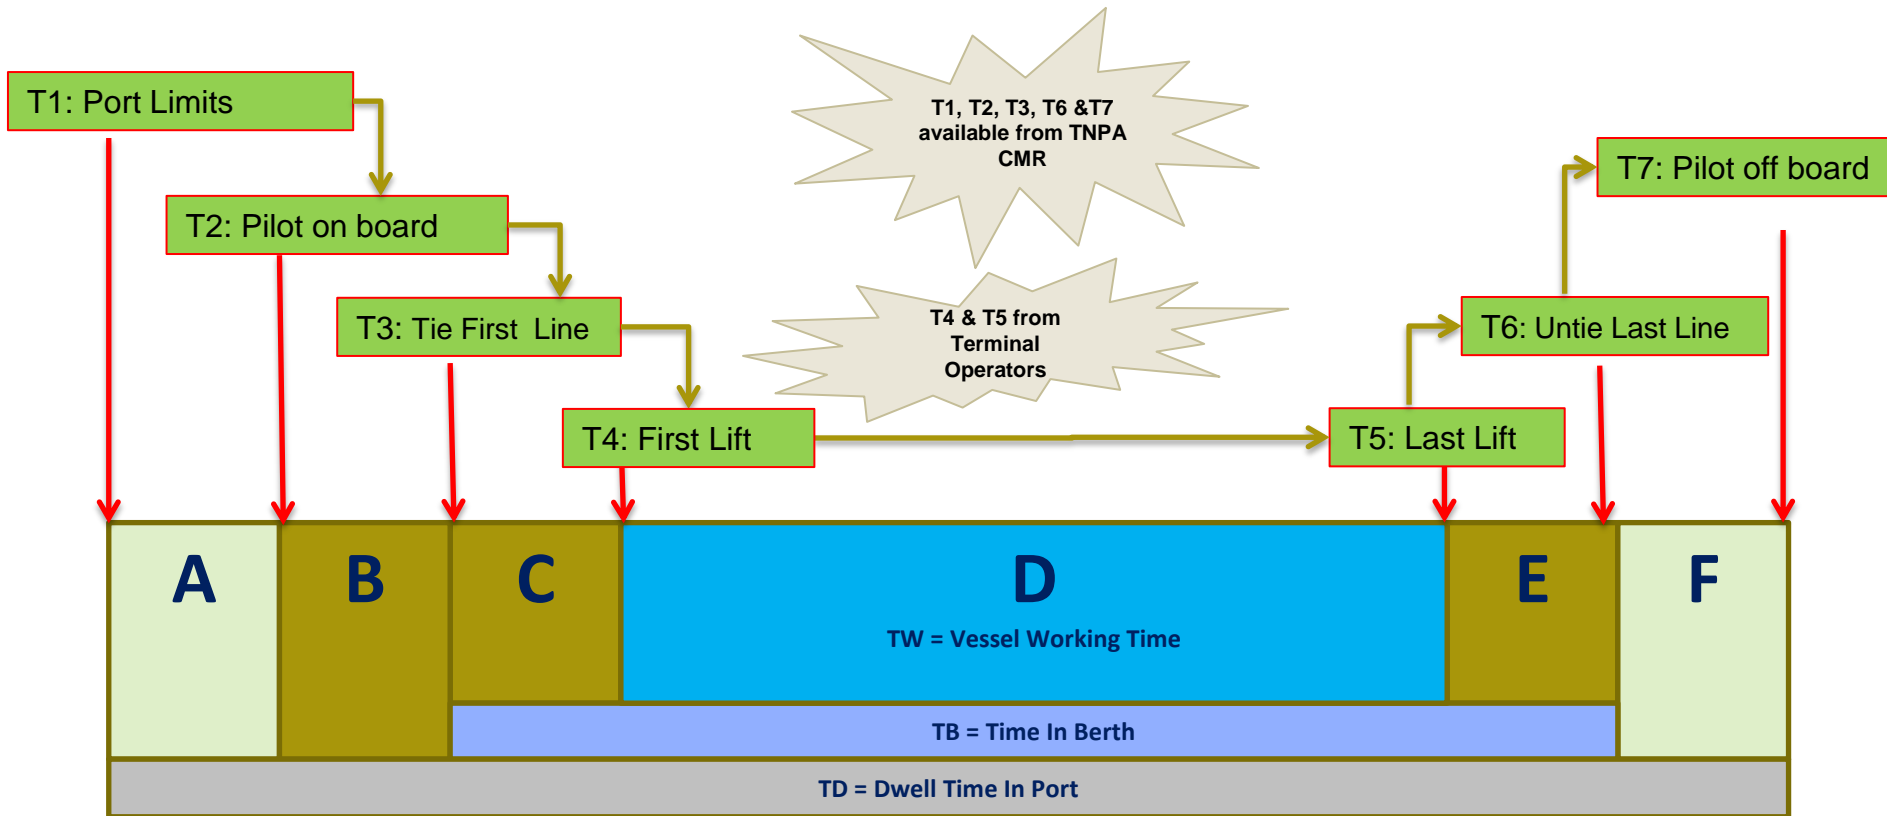 T1: Port Limits
T1, T2, T3, T6 &T7
available from TNPA
CMR
T7: Pilot off board
T2: Pilot on board
T3: Tie First Line
T4 & T5 from
Terminal
Operators
T6: Untie Last Line
T4: First Lift
T5: Last Lift
A
B
C
D
E
F
TW = Vessel Working Time
TB = Time In Berth
TD = Dwell Time In Port